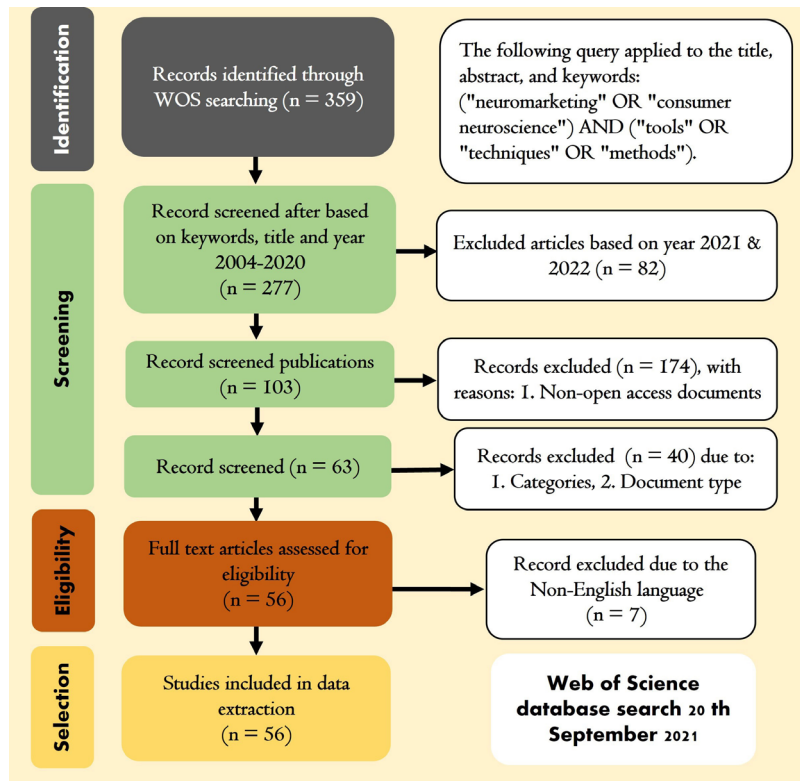 Identification
Records identified through
WOS searching (n = 359)
The following query applied to the title,
abstract, and keywords:
("neuromarketing" OR "consumer
neuroscience") AND ("tools" OR
"techniques" OR "methods").
Screening
Record screened after based
on keywords, title and year
2004-2020
(n = 277)
Excluded articles based on year 2021 &
2022 (n = 82)
Record screened publications
(n = 103)
Records excluded (n = 174), with
reasons: 1. Non-open access documents
Record screened (n = 63)
Records excluded (n = 40) due to:
1. Categories, 2. Document type
Eligibility
Full text articles assessed for
eligibility
(n = 56)
Record excluded due to the
Non-English language
(n = 7)
Selection
Studies included in data
extraction
(n = 56)
Web of Science
database search 20 th
September 2021